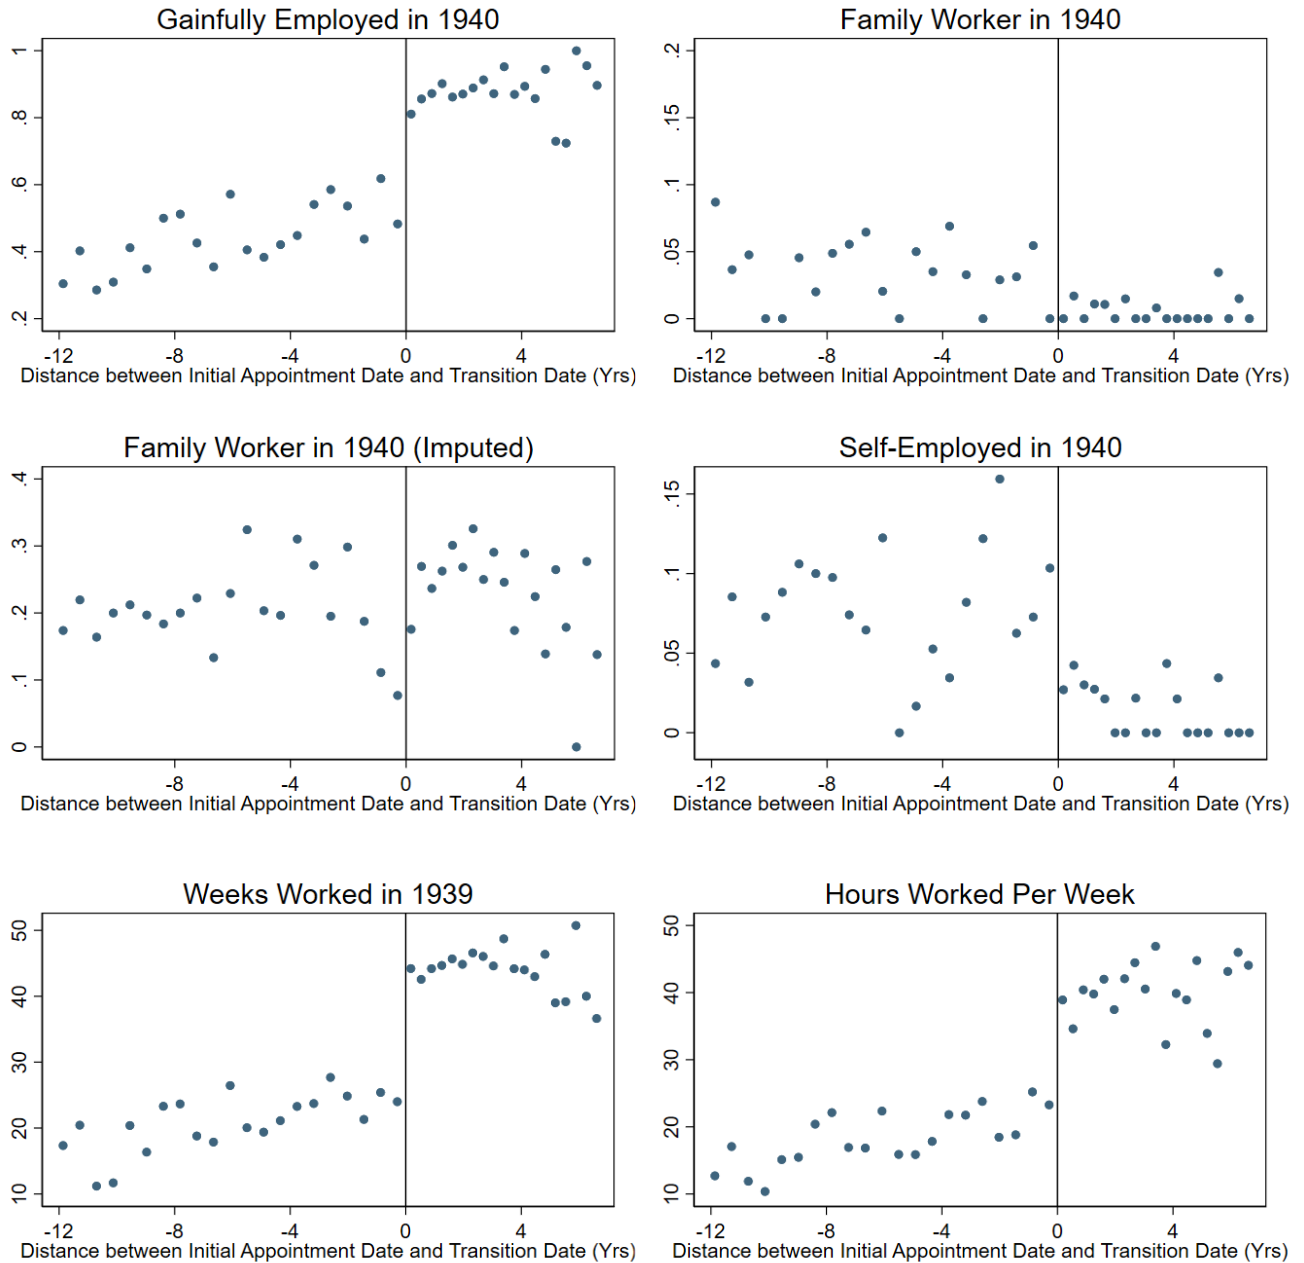 Gainfully Employed in 1940
1
.8
.6
.4
.2
-12 -8 -4 0 4
Distance between Initial Appointment Date and Transition Date (Yrs)
Family Worker in 1940
.2
.15
.1
.05
0
-12 -8 -4 0 4
Distance between Initial Appointment Date and Transition Date (Yrs)
Family Worker in 1940 (Imputed)
.4
.3
.2
.1
0
-8 -4 0 4
Distance between Initial Appointment Date and Transition Date (Yrs)
Self-Employed in 1940
.15
.1
.05
0
-12 -8 -4 0 4
Distance between Initial Appointment Date and Transition Date (Yrs)
Weeks Worked in 1939
50
40
30
20
10
-12 -8 -4 0 4
Distance between Initial Appointment Date and Transition Date (Yrs)
Hours Worked Per Week
50
40
30
20
10
-12 -8 -4 0 4
Distance between Initial Appointment Date and Transition Date (Yrs)